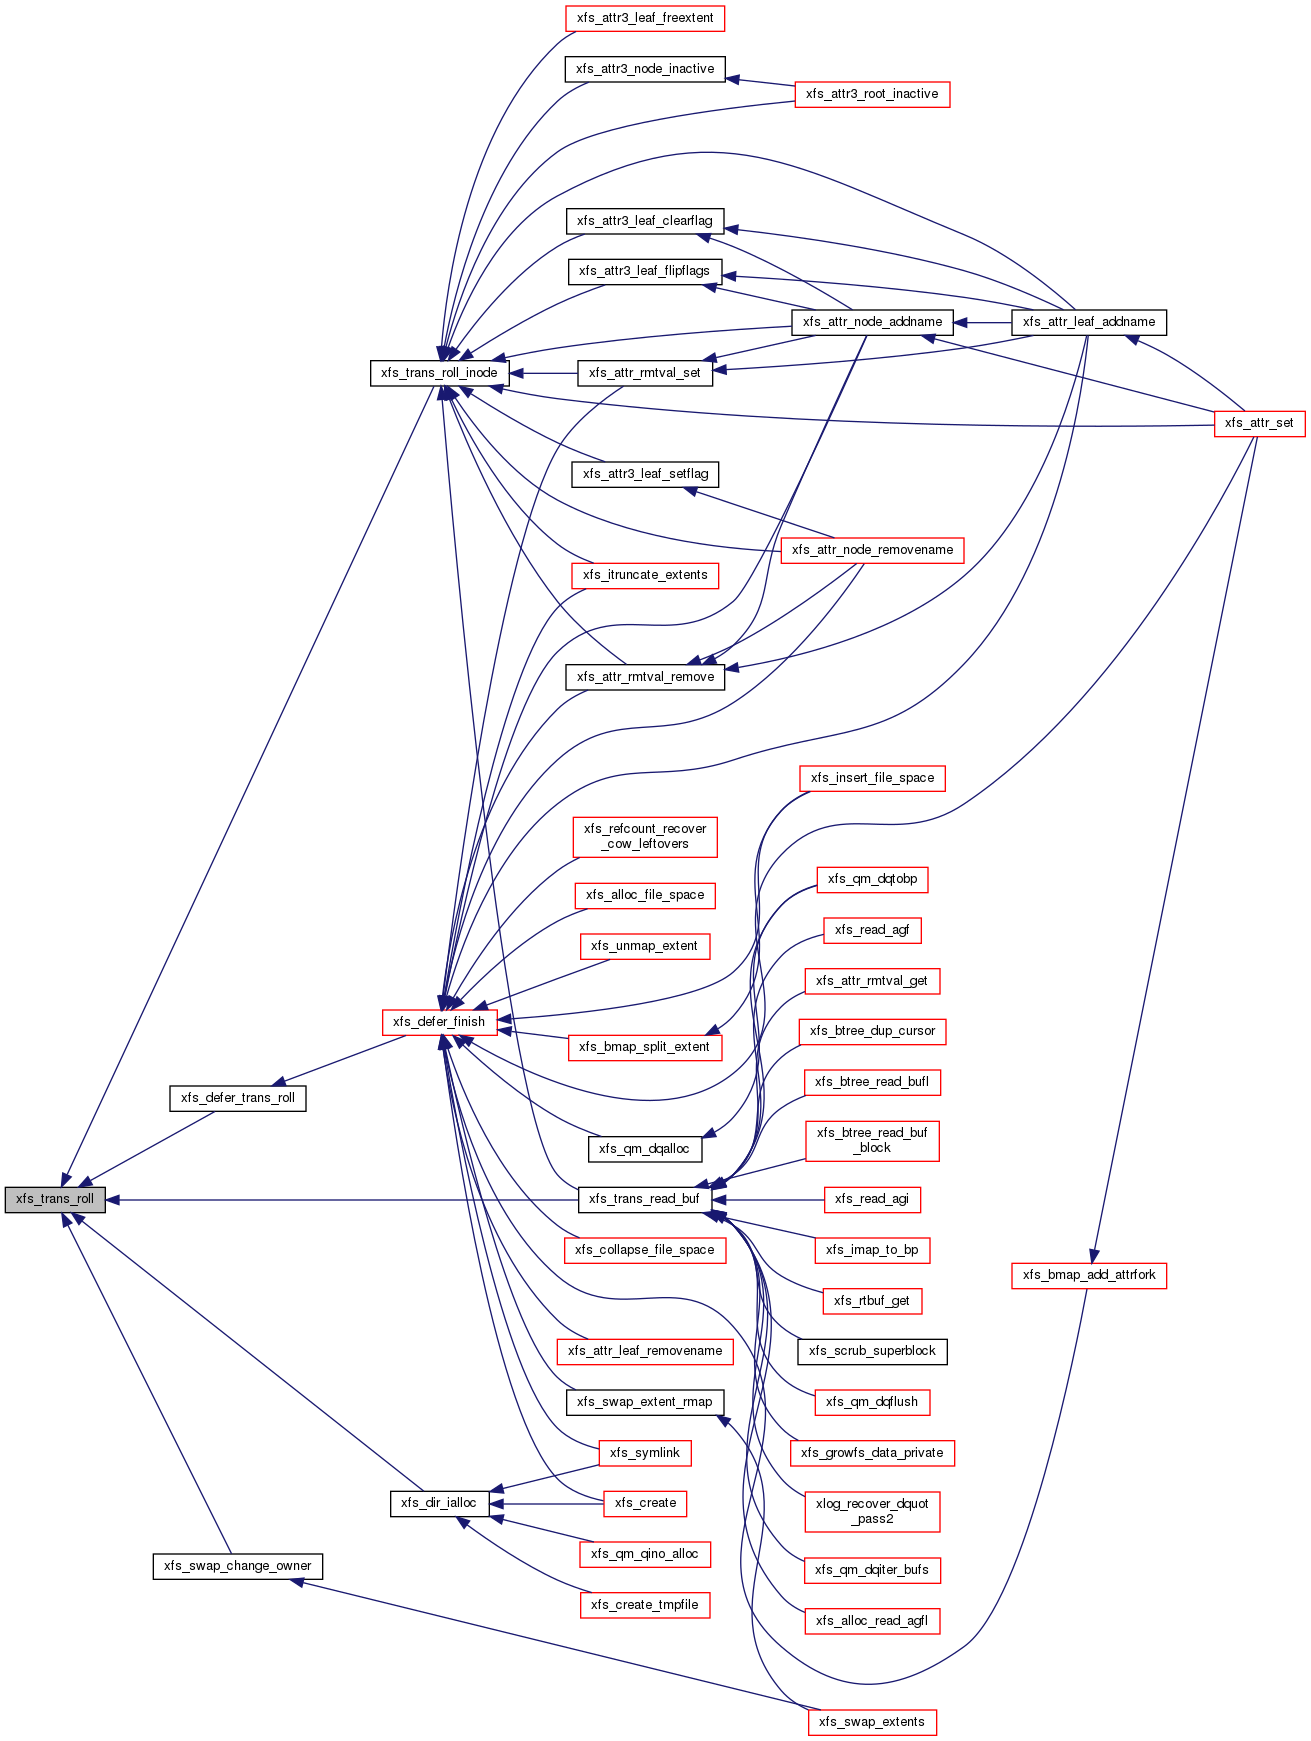 xfs_attr3_leaf_freextent
xfs_attr3_node_inactive
xfs_attr3_root_inactive
xfs_attr3_leaf_clearflag
xfs_attr3_leaf_flipflags
xfs_attr_node_addname
xfs_attr_leaf_addname
xfs_trans_roll_inode
xfs_attr_rmtval_set
xfs_attr_set
xfs_attr3_leaf_setflag
xfs_attr_node_removename
xfs_itruncate_extents
xfs_attr_rmtval_remove
xfs_insert_file_space
xfs_refcount_recover
_cow_leftovers
xfs_qm_dqtobp
xfs_alloc_file_space
xfs_read_agf
xfs_unmap_extent
xfs_attr_rmtval_get
xfs_defer_finish
xfs_btree_dup_cursor
xfs_bmap_split_extent
xfs_btree_read_bufl
xfs_defer_trans_roll
xfs_btree_read_buf
_block
xfs_qm_dqalloc
xfs_trans_roll
xfs_trans_read_buf
xfs_read_agi
xfs_collapse_file_space
xfs_imap_to_bp
xfs_bmap_add_attrfork
xfs_rtbuf_get
xfs_attr_leaf_removename
xfs_scrub_superblock
xfs_swap_extent_rmap
xfs_qm_dqflush
xfs_symlink
xfs_growfs_data_private
xfs_dir_ialloc
xfs_create
xlog_recover_dquot
_pass2
xfs_qm_qino_alloc
xfs_swap_change_owner
xfs_qm_dqiter_bufs
xfs_create_tmpfile
xfs_alloc_read_agfl
xfs_swap_extents